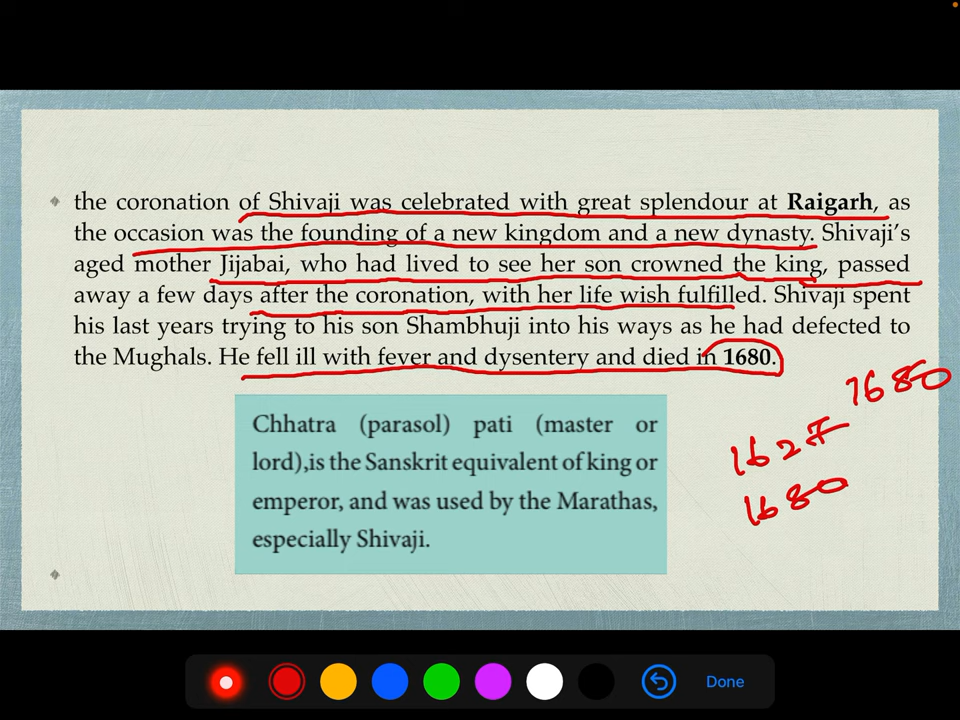 the coronation of Shivaji was celebrated with great splendour at Raigarh, as
the occasion was the founding of a new kingdom and a new dynasty. Shivaji's
aged mother Jijabai, who had lived to see her son crowned the king, passed
away a few days after the coronation, with her life wish fulfilled. Shivaji spent
his last years trying to his son Shambhuji into his ways as he had defected to
the Mughals. He fell ill with fever and dysentery and died in 1680.
1680
1627
1680
Chhatra (parasol) pati (master or
lord),is the Sanskrit equivalent of king or
emperor, and was used by the Marathas,
especially Shivaji.
Done